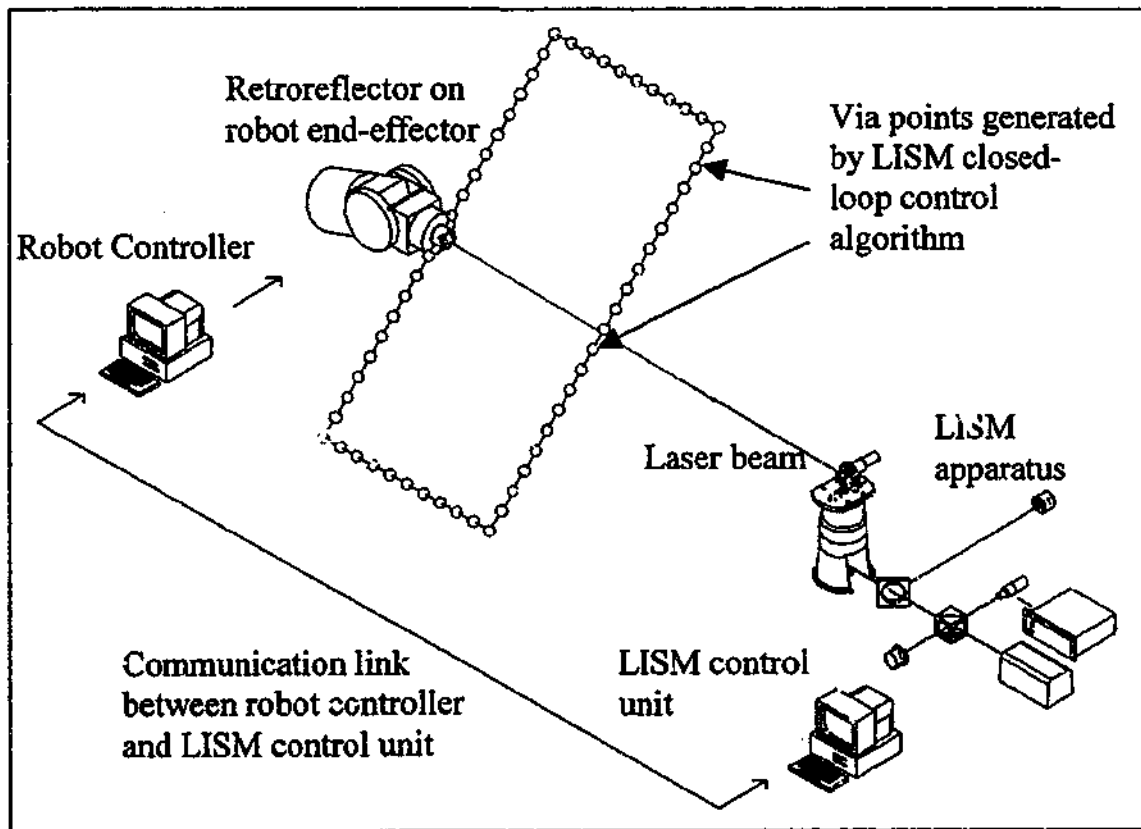 Retroreflector on
robot end-effector
Via points generated
by LISM closed-
loop control
algorithm
Robot Controller
Laser beam
LISM
apparatus
Communication link
between robot controller
and LISM control unit
LISM control
unit